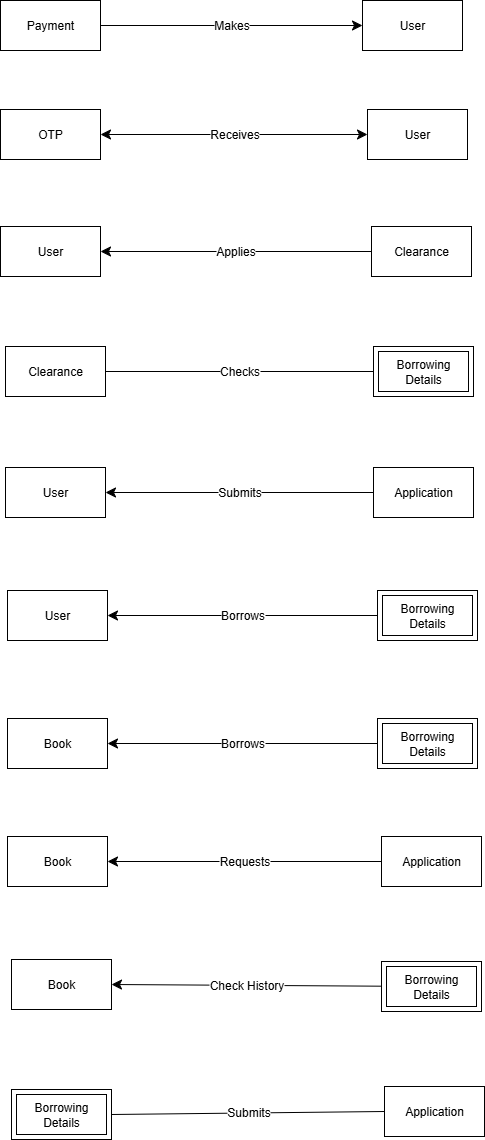 Payment
Makes
User
OTP
Receives
User
User
Applies
Clearance
Clearance
Checks
Borrowing
Details
User
Submits
Application
User
Borrows
Borrowing
Details
Book
Borrows
Borrowing
Details
Book
Requests
Application
Book
Check History
Borrowing
Details
Borrowing
Details
Submits
Application